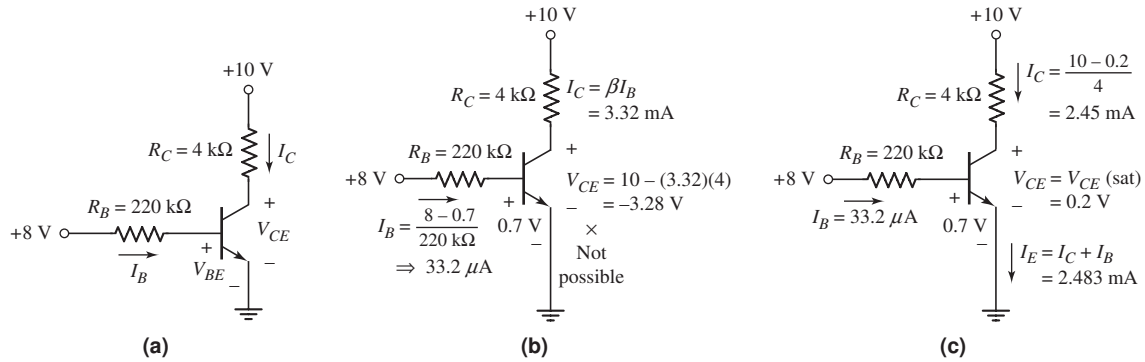 +10 V
R_C = 4 kΩ
I_C
R_B = 220 kΩ
+
+8 V
V_CE
I_B
+
V_BE
–
–
(a)
+10 V
R_C = 4 kΩ
I_C = βI_B
= 3.32 mA
R_B = 220 kΩ
+
+8 V
V_CE = 10 – (3.32)(4)
= –3.28 V
+
0.7 V
–
–
I_B = 8 – 0.7 / 220 kΩ
⇒ 33.2 μA
×
Not
possible
(b)
+10 V
R_C = 4 kΩ
I_C = 10 – 0.2 / 4
= 2.45 mA
R_B = 220 kΩ
+
+8 V
V_CE = V_CE (sat)
= 0.2 V
I_B = 33.2 μA
+
0.7 V
–
–
I_E = I_C + I_B
= 2.483 mA
(c)